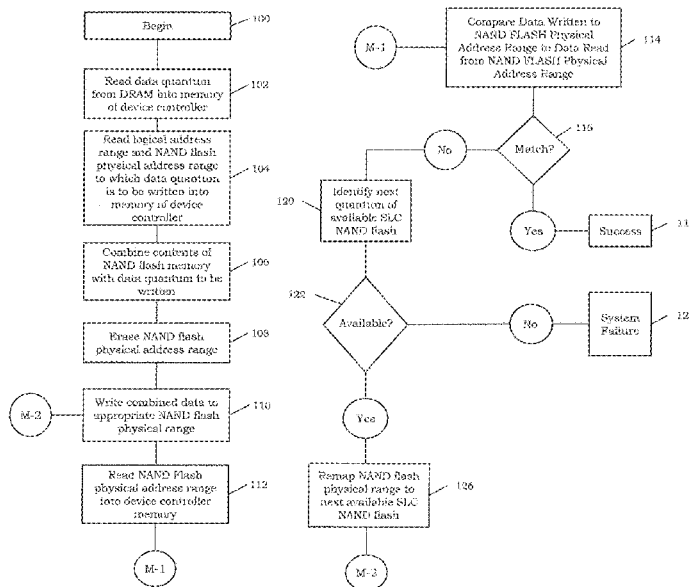 Begin
100
Read data quantum
from DRAM into memory
of device controller
102
Read logical address
range and NAND flash
physical address range
to which data quantum
is to be written into
memory of device
controller
104
Combine contents of
NAND flash memory
with data quantum to be
written
106
Erase NAND flash
physical address range
108
M-2
Write combined data to
appropriate NAND flash
physical range
110
Read NAND Flash
physical address range
into device controller
memory
112
M-1
M-1
Compare Data Written to
NAND FLASH Physical
Address Range to Data Read
from NAND FLASH Physical
Address Range
114
Match?
116
No
Yes
Success
11
120
Identify next
quantum of
available SLC
NAND flash
122
Available?
No
System
Failure
12
Yes
Remap NAND flash
physical range to
next available SLC
NAND flash
126
M-2